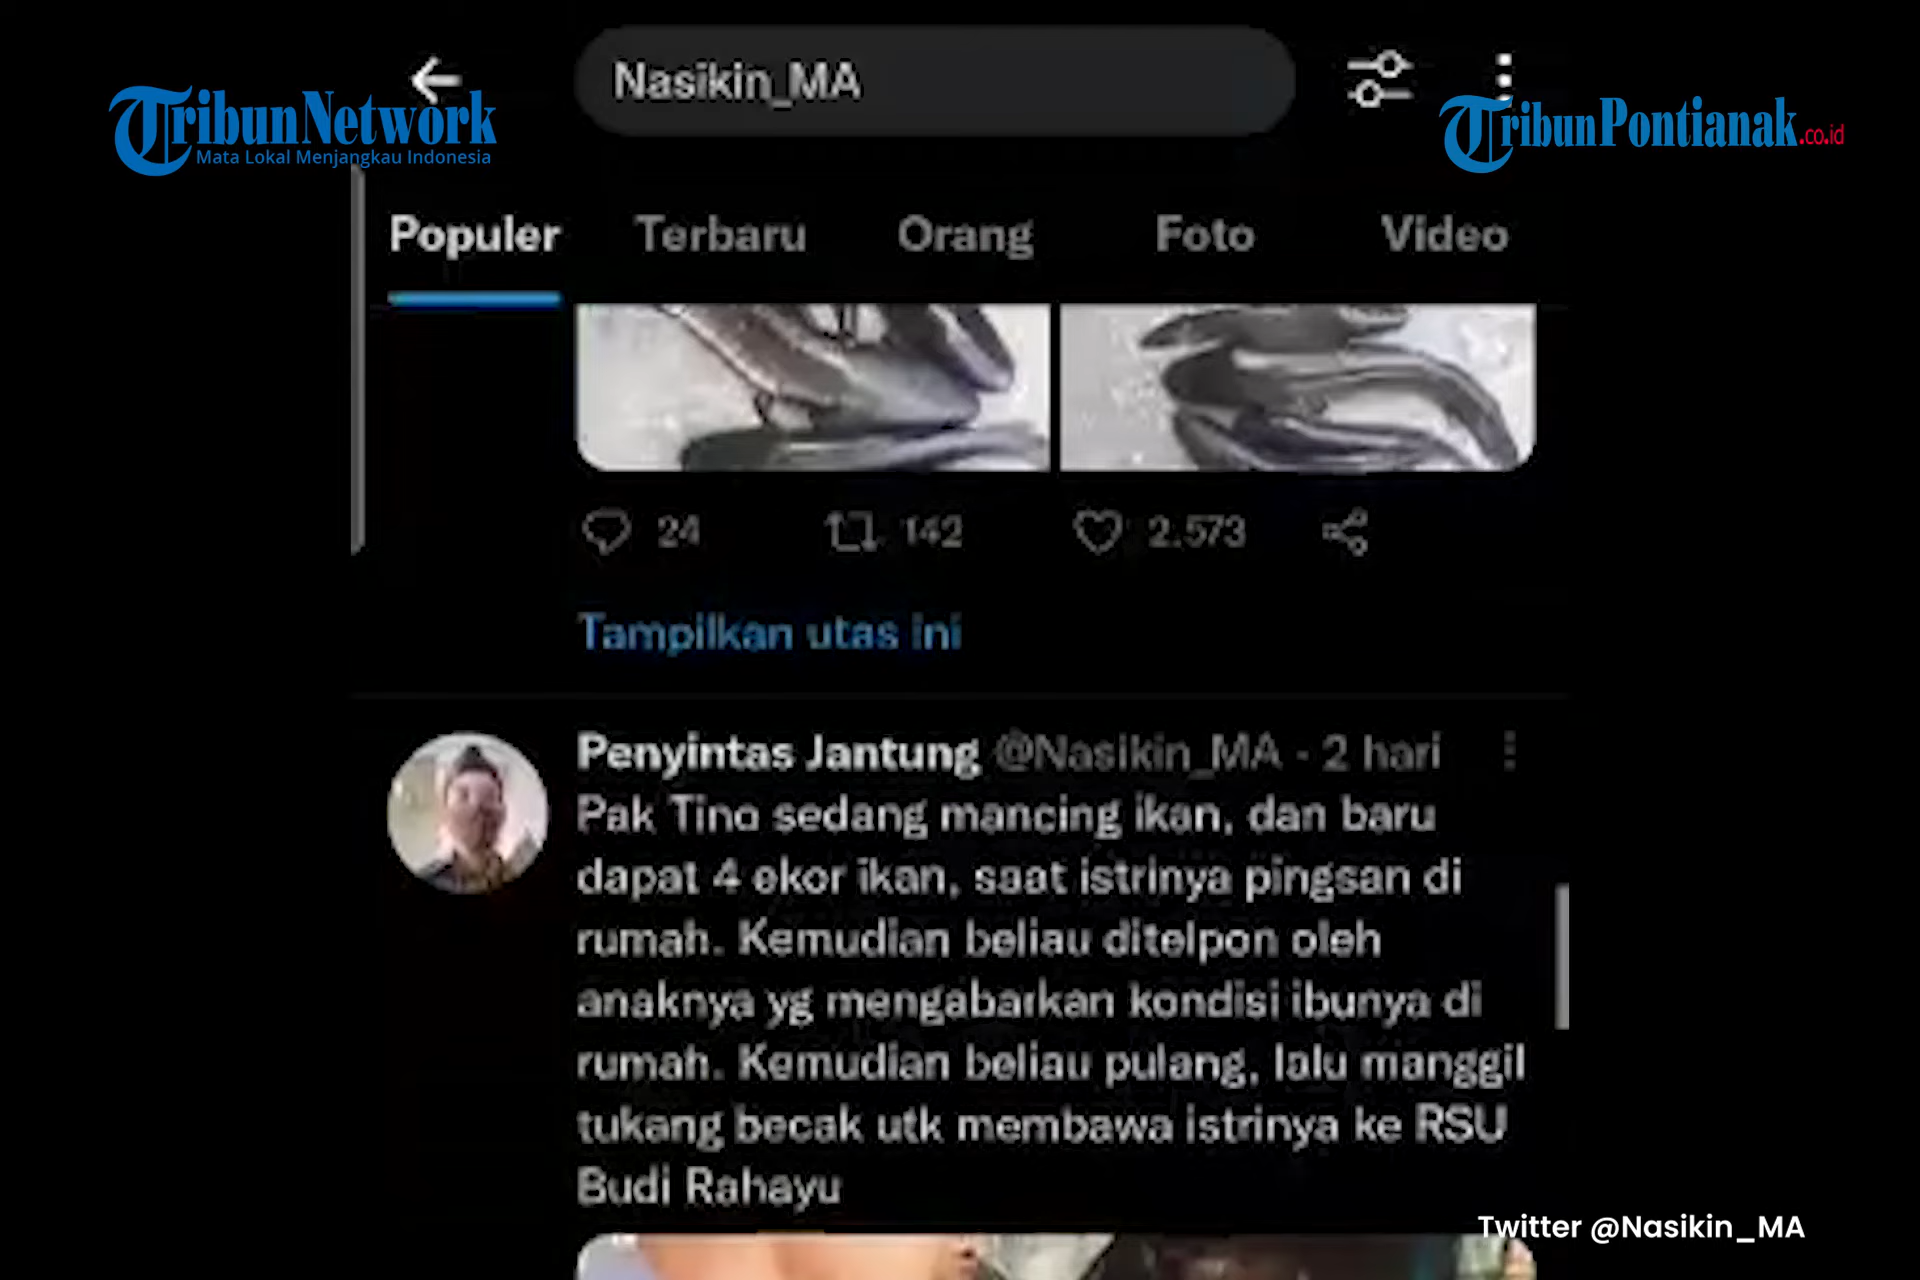 Nasikin_MA
TribunNetwork
Mata Lokal Menjangkau Indonesia
TribunPontianak.co.id
Populer Terbaru Orang Foto Video
24 142 2.573
Tampilkan utas ini
Penyintas Jantung @Nasikin_MA · 2 hari
Pak Tino sedang mancing ikan, dan baru
dapat 4 ekor ikan, saat istrinya pingsan di
rumah. Kemudian beliau ditelpon oleh
anaknya yg mengabarkan kondisi ibunya di
rumah. Kemudian beliau pulang, lalu manggil
tukang becak utk membawa istrinya ke RSU
Budi Rahayu
Twitter @Nasikin_MA